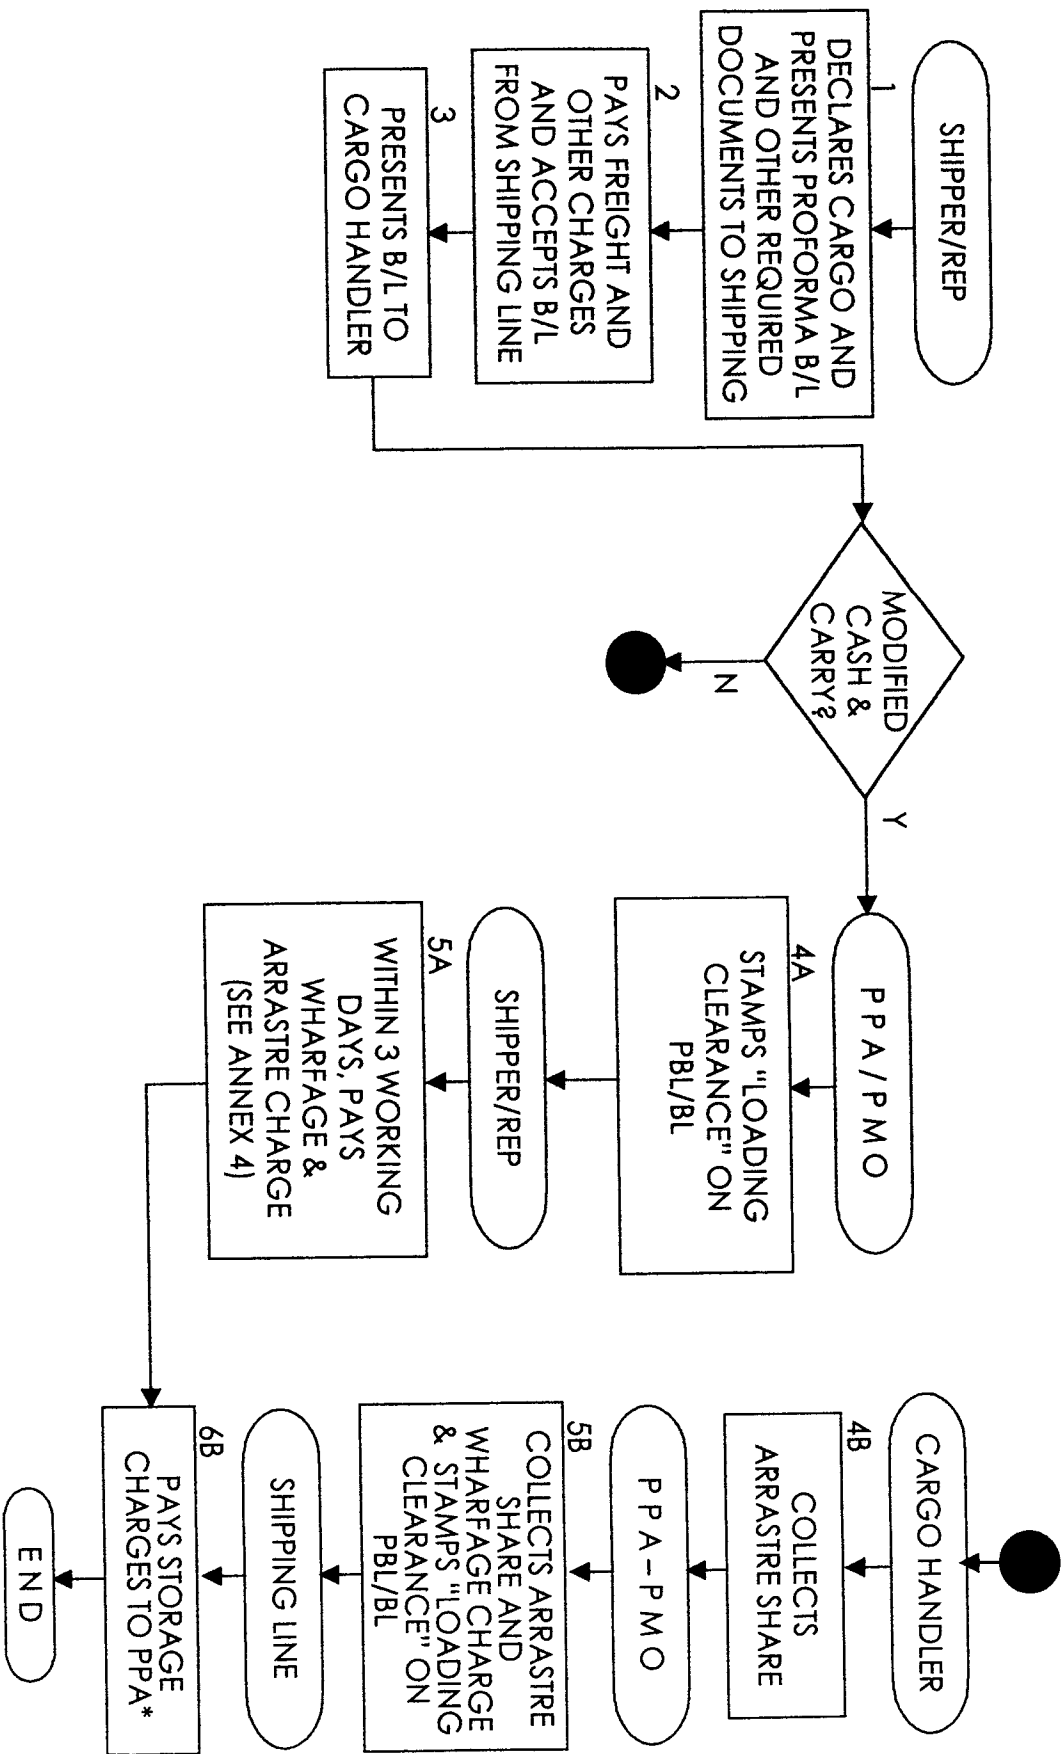 SHIPPER/REP
1
DECLARES CARGO AND
PRESENTS PROFORMA B/L
AND OTHER REQUIRED
DOCUMENTS TO SHIPPING
2
PAYS FREIGHT AND
OTHER CHARGES
AND ACCEPTS B/L
FROM SHIPPING LINE
3
PRESENTS B/L TO
CARGO HANDLER
MODIFIED
CASH &
CARRY?
N
Y
P P A / P M O
4A
STAMPS "LOADING
CLEARANCE" ON
PBL/BL
SHIPPER/REP
5A
WITHIN 3 WORKING
DAYS, PAYS
WHARFAGE &
ARRASTRE CHARGE
(SEE ANNEX 4)
CARGO HANDLER
4B
COLLECTS
ARRASTRE SHARE
P P A – P M O
5B
COLLECTS ARRASTRE
SHARE AND
WHARFAGE CHARGE
& STAMPS "LOADING
CLEARANCE" ON
PBL/BL
SHIPPING LINE
6B
PAYS STORAGE
CHARGES TO PPA*
E N D